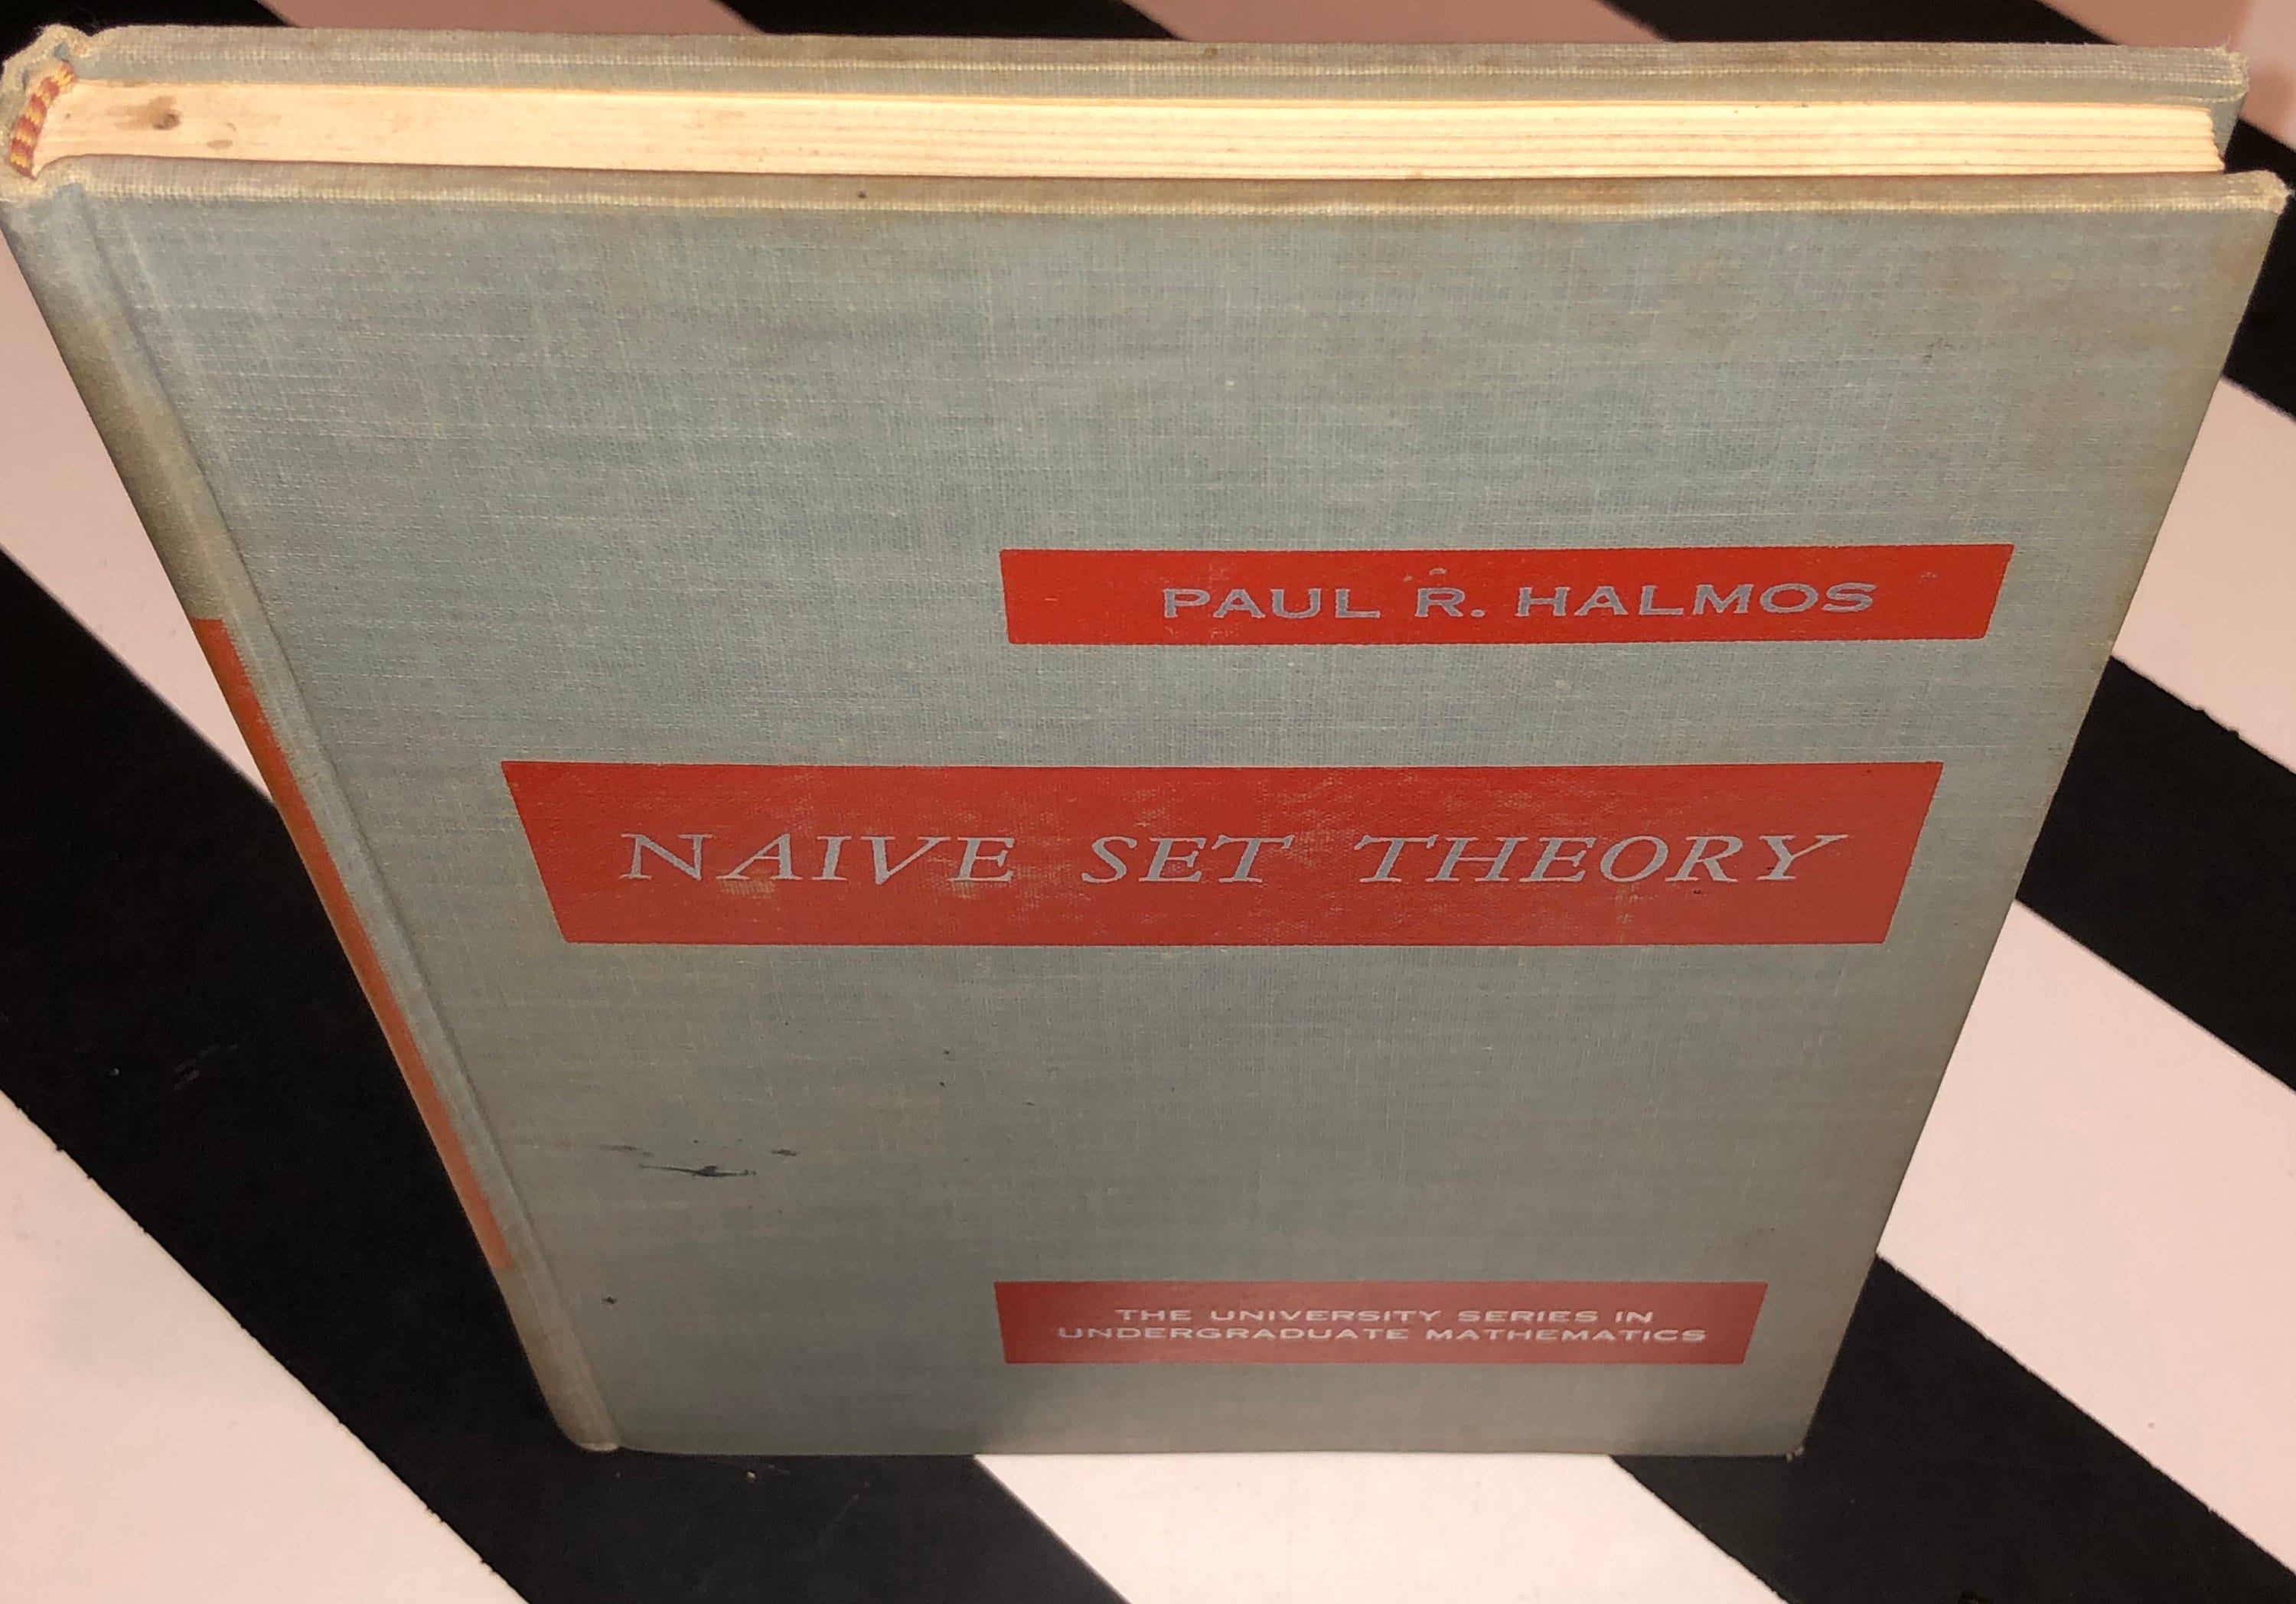 PAUL R. HALMOS
NAIVE SET THEORY
THE UNIVERSITY SERIES IN
UNDERGRADUATE MATHEMATICS